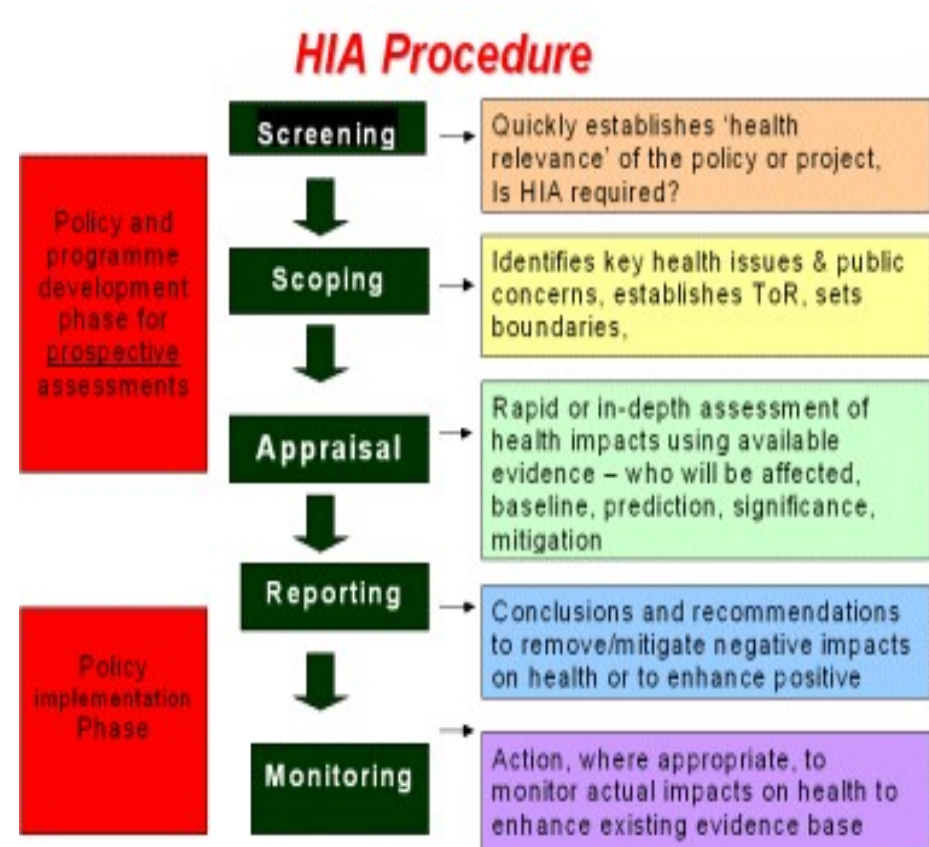 HIA Procedure
Screening
Quickly establishes ‘health
relevance’ of the policy or project,
Is HIA required?
Policy and
programme
development
phase for
prospective
assessments
Scoping
Identifies key health issues & public
concerns, establishes ToR, sets
boundaries,
Appraisal
Rapid or in-depth assessment of
health impacts using available
evidence – who will be affected,
baseline, prediction, significance,
mitigation
Reporting
Conclusions and recommendations
to remove/mitigate negative impacts
on health or to enhance positive
Policy
implementation
Phase
Monitoring
Action, where appropriate, to
monitor actual impacts on health to
enhance existing evidence base